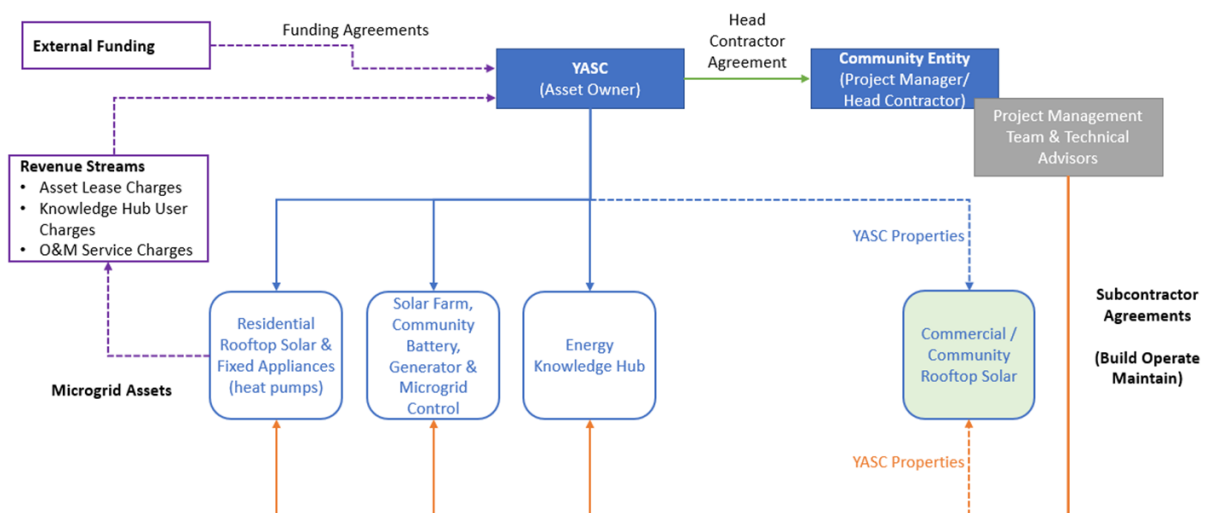 External Funding
Funding Agreements
YASC
(Asset Owner)
Head
Contractor
Agreement
Community Entity
(Project Manager/
Head Contractor)
Project Management
Team & Technical
Advisors
Revenue Streams
• Asset Lease Charges
• Knowledge Hub User
Charges
• O&M Service Charges
YASC Properties
Residential
Rooftop Solar &
Fixed Appliances
(heat pumps)
Solar Farm,
Community
Battery,
Generator &
Microgrid
Control
Energy
Knowledge Hub
Commercial /
Community
Rooftop Solar
Subcontractor
Agreements
(Build Operate
Maintain)
Microgrid Assets
YASC Properties